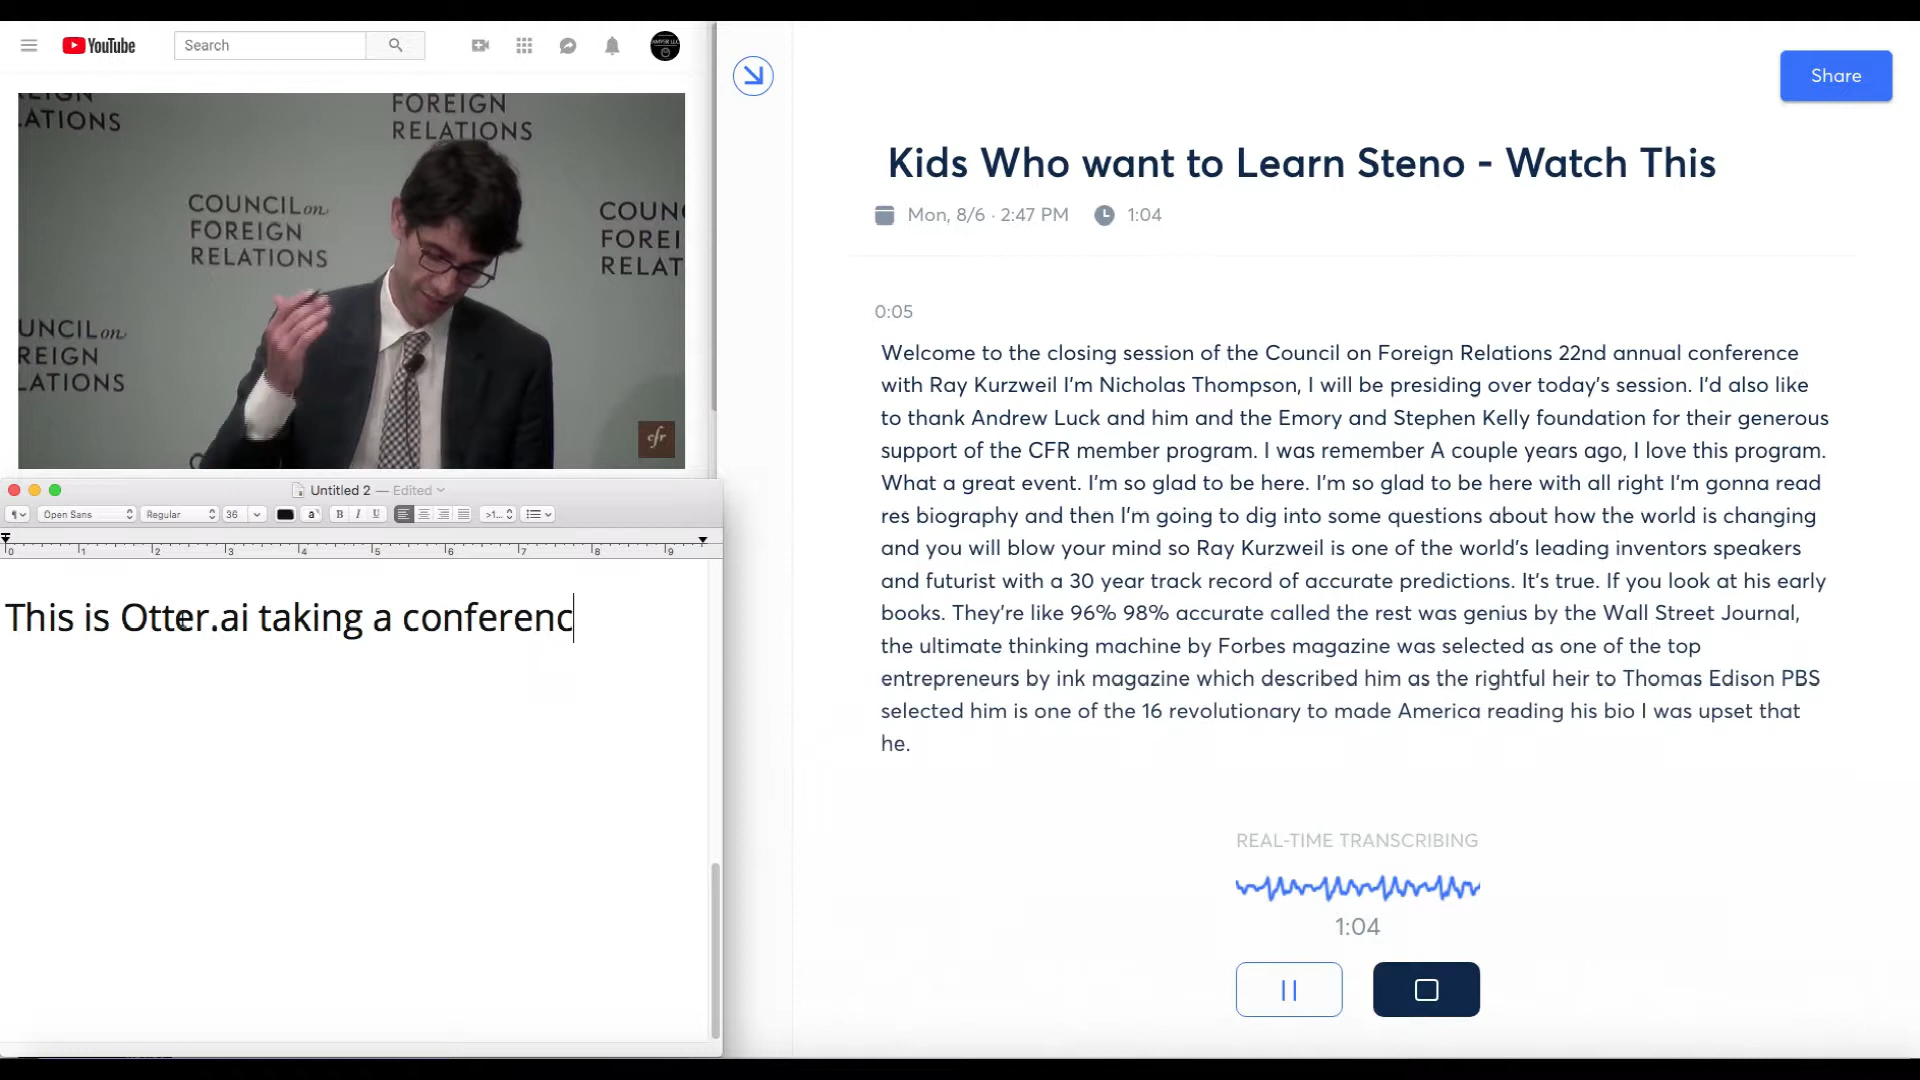 YouTube
Search
FOREIGN
RELATIONS
ATIONS
COUNCIL on
FOREIGN
RELATIONS
COUN
FOREI
RELAT
UNCIL on
REIGN
LATIONS
cfr
Untitled 2 — Edited
Open Sans Regular 36 a B I U >1...
0 1 2 3 4 5 6 7 8 9
This is Otter.ai taking a conferenc
Share
Kids Who want to Learn Steno - Watch This
Mon, 8/6 · 2:47 PM 1:04
0:05
Welcome to the closing session of the Council on Foreign Relations 22nd annual conference
with Ray Kurzweil I'm Nicholas Thompson, I will be presiding over today's session. I'd also like
to thank Andrew Luck and him and the Emory and Stephen Kelly foundation for their generous
support of the CFR member program. I was remember A couple years ago, I love this program.
What a great event. I'm so glad to be here. I'm so glad to be here with all right I'm gonna read
res biography and then I'm going to dig into some questions about how the world is changing
and you will blow your mind so Ray Kurzweil is one of the world's leading inventors speakers
and futurist with a 30 year track record of accurate predictions. It's true. If you look at his early
books. They're like 96% 98% accurate called the rest was genius by the Wall Street Journal,
the ultimate thinking machine by Forbes magazine was selected as one of the top
entrepreneurs by ink magazine which described him as the rightful heir to Thomas Edison PBS
selected him is one of the 16 revolutionary to made America reading his bio I was upset that
he.
REAL-TIME TRANSCRIBING
1:04